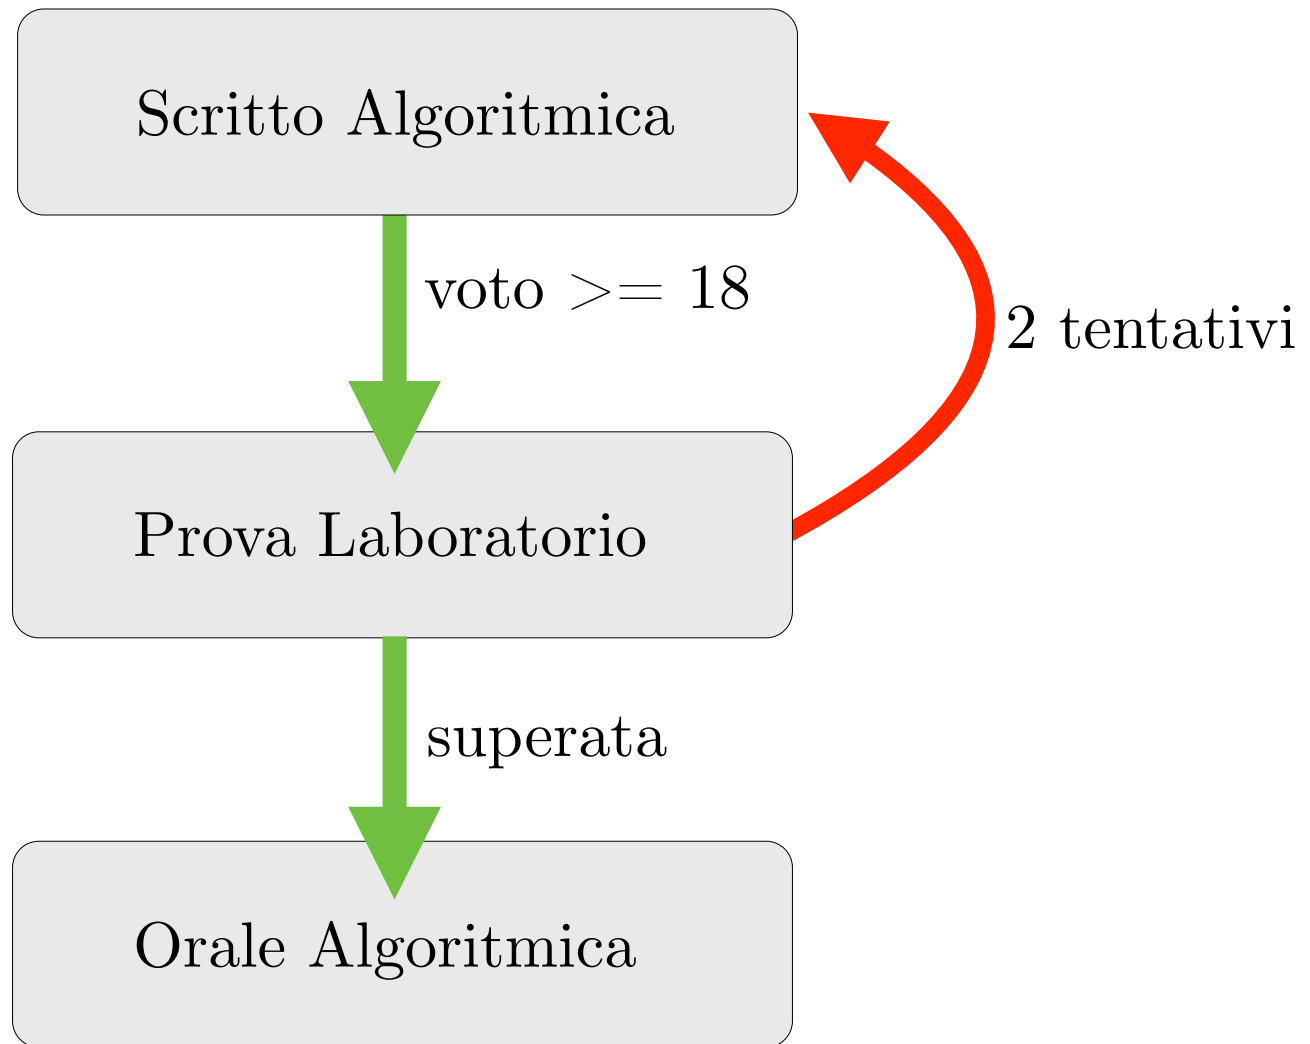 Scritto Algoritmica
voto >= 18
2 tentativi
Prova Laboratorio
superata
Orale Algoritmica